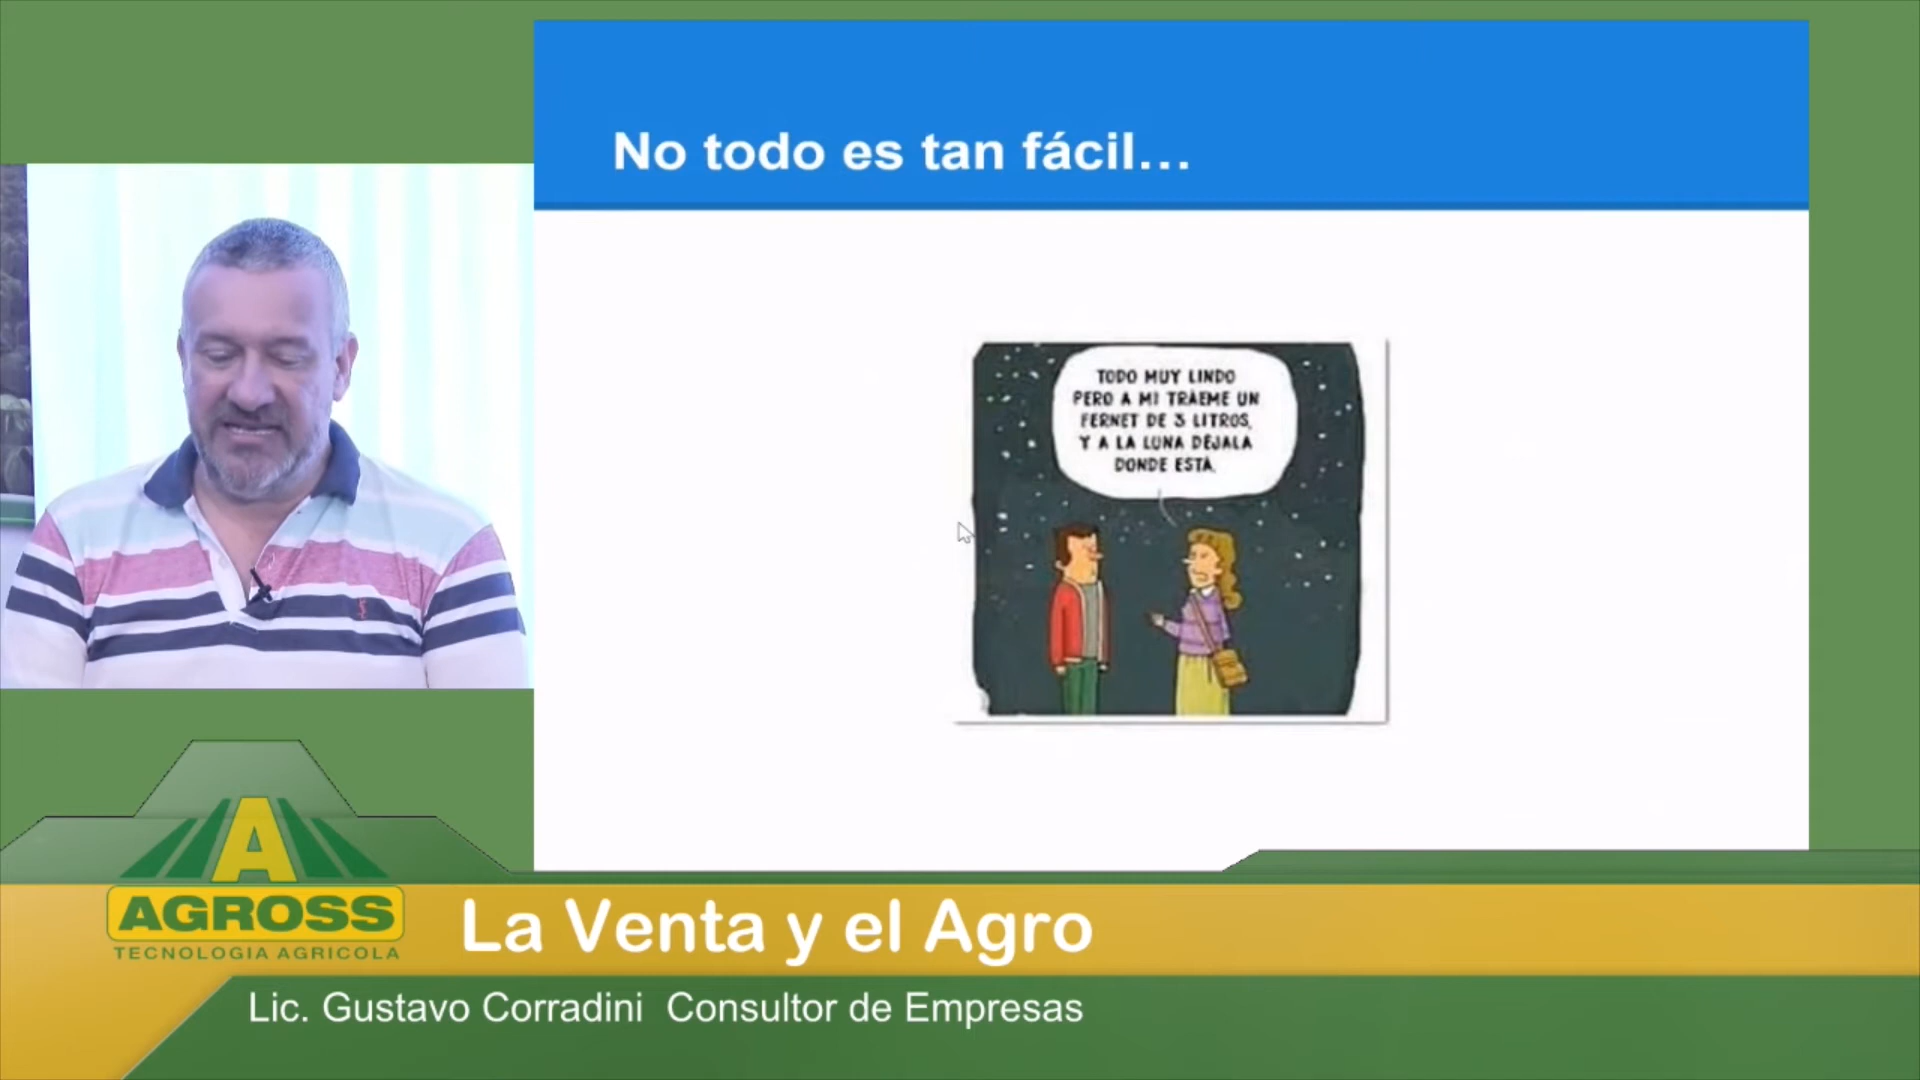 No todo es tan fácil...
TODO MUY LINDO
PERO A MI TRAEME UN
FERNET DE 3 LITROS,
Y A LA LUNA DEJALA
DONDE ESTÁ.
A
AGROSS
TECNOLOGIA AGRICOLA
La Venta y el Agro
Lic. Gustavo Corradini Consultor de Empresas